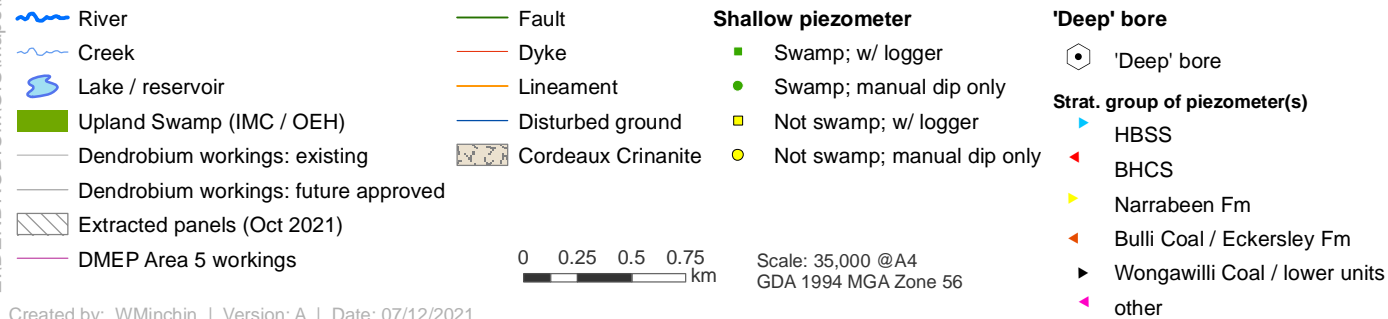 River
Creek
Lake / reservoir
Upland Swamp (IMC / OEH)
Dendrobium workings: existing
Dendrobium workings: future approved
Extracted panels (Oct 2021)
DMEP Area 5 workings
Fault
Dyke
Lineament
Disturbed ground
Cordeaux Crinanite
0 0.25 0.5 0.75
km
Shallow piezometer
Swamp; w/ logger
Swamp; manual dip only
Not swamp; w/ logger
Not swamp; manual dip only
Scale: 35,000 @A4
GDA 1994 MGA Zone 56
'Deep' bore
'Deep' bore
Strat. group of piezometer(s)
HBSS
BHCS
Narrabeen Fm
Bulli Coal / Eckersley Fm
Wongawilli Coal / lower units
other
Created by: WMinchin | Version: A | Date: 07/12/2021